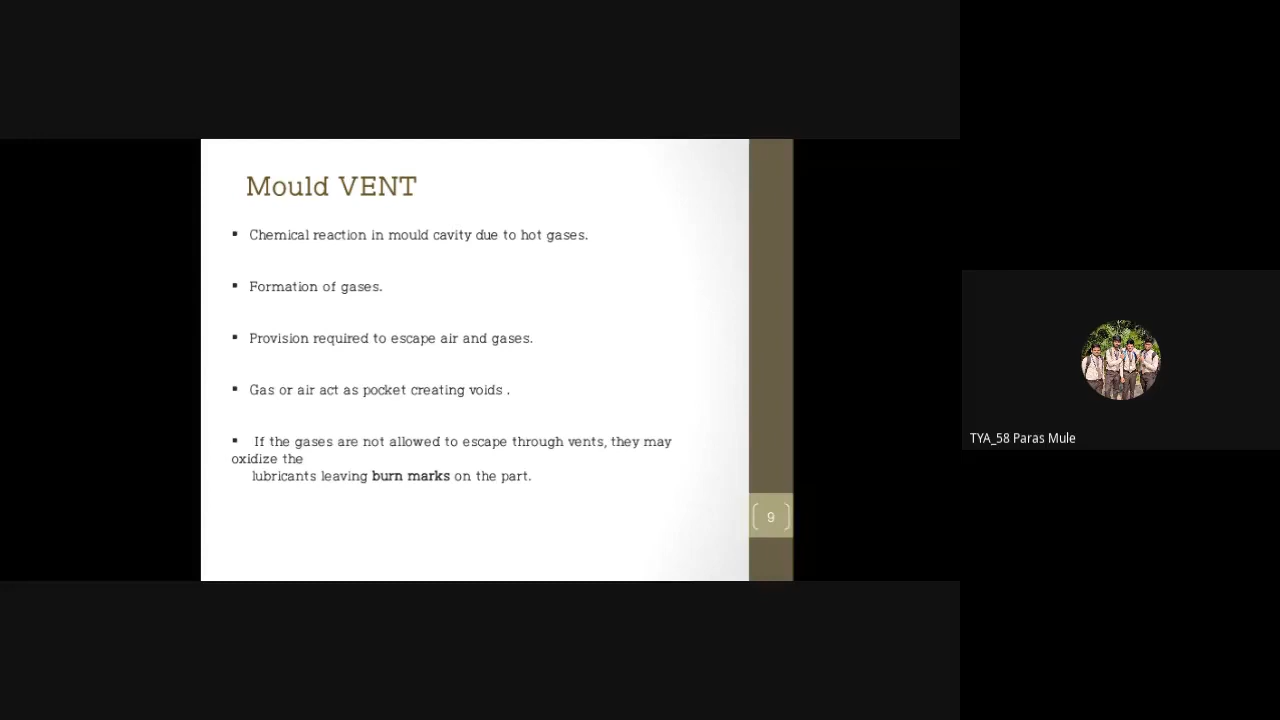 Mould VENT
▪ Chemical reaction in mould cavity due to hot gases.
▪ Formation of gases.
▪ Provision required to escape air and gases.
▪ Gas or air act as pocket creating voids .
▪ If the gases are not allowed to escape through vents, they may
oxidize the
lubricants leaving burn marks on the part.
9
TYA_58 Paras Mule